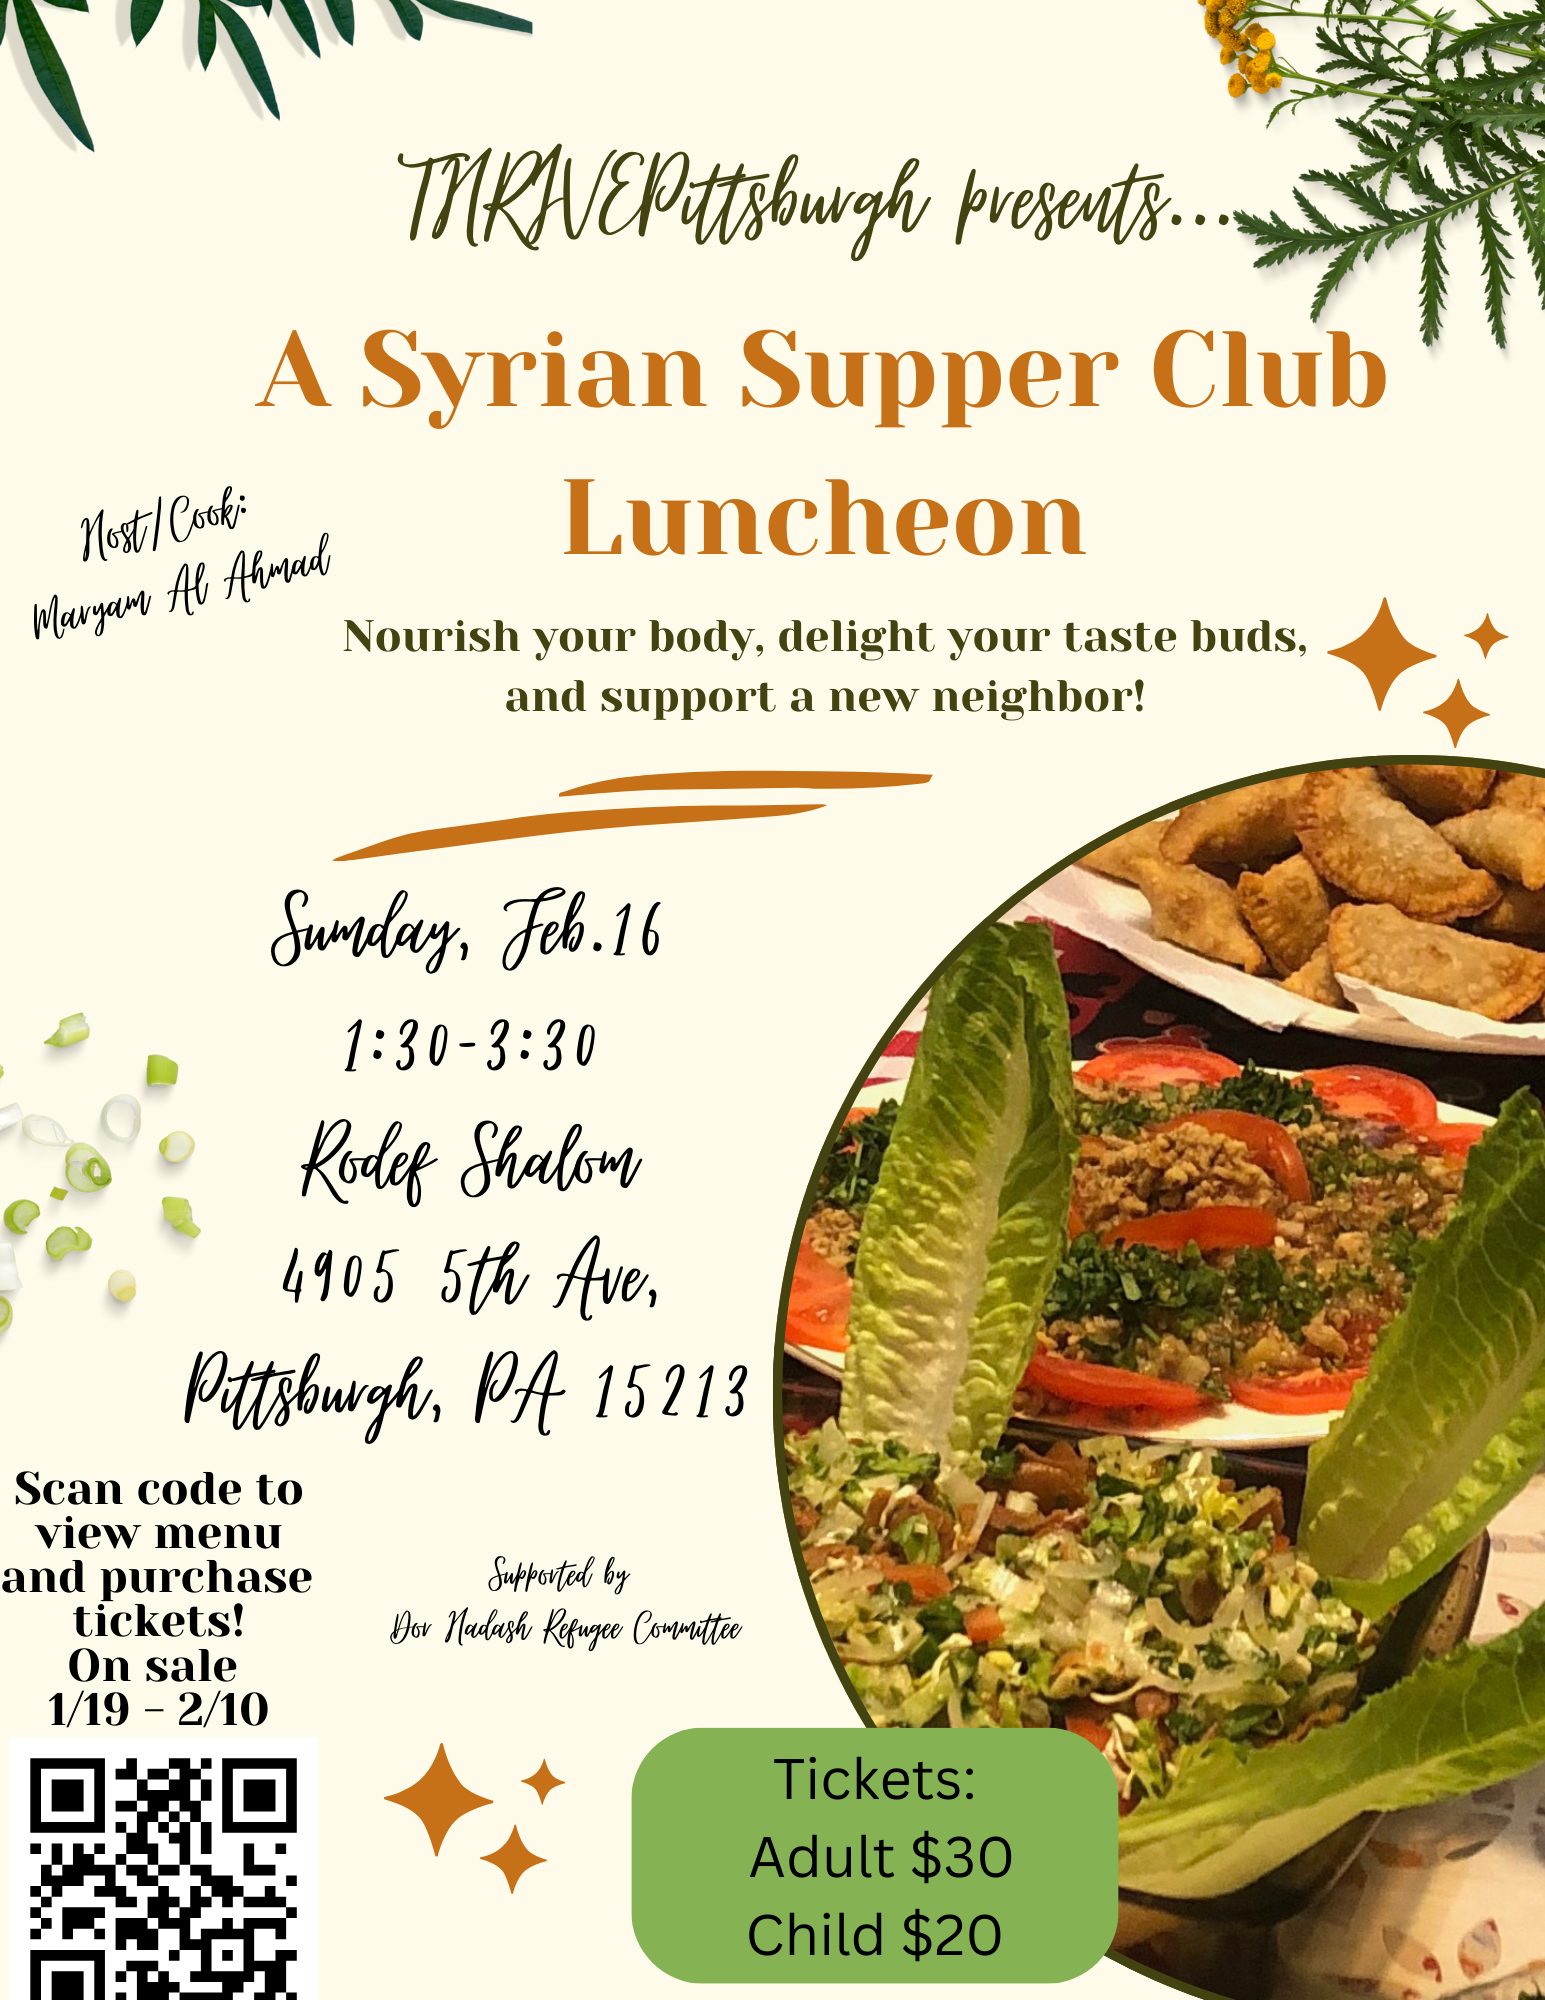 THRIVEPittsburgh presents...
A Syrian Supper Club
Luncheon
Host/Cook:
Maryam Al Ahmad
Nourish your body, delight your taste buds,
and support a new neighbor!
Sunday, Feb.16
1:30-3:30
Rodef Shalom
4905 5th Ave,
Pittsburgh, PA 15213
Scan code to
view menu
and purchase
tickets!
On sale
1/19 - 2/10
Supported by
Dor Hadash Refugee Committee
Tickets:
Adult $30
Child $20